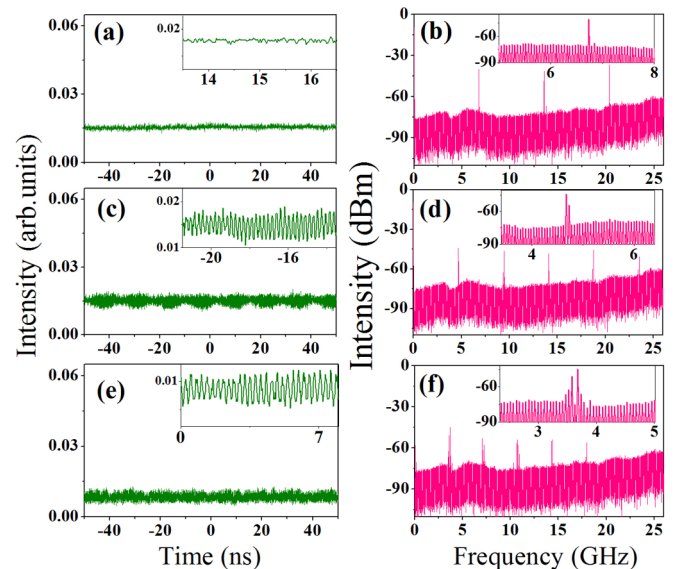 0.06
0.03
0.00
(a)
0.02
14 15 16
-40 -20 0 20 40
0
-30
-60
-90
(b)
-60
-90
6 8
0 5 10 15 20 25
0.06
0.03
0.00
(c)
0.02
0.01
-20 -16
-40 -20 0 20 40
0
-30
-60
-90
(d)
-60
-90
4 6
0 5 10 15 20 25
0.06
0.03
0.00
(e)
0.01
0 7
-40 -20 0 20 40
0
-30
-60
-90
(f)
-60
-90
3 4 5
0 5 10 15 20 25
Intensity (arb.units)
Intensity (dBm)
Time (ns)
Frequency (GHz)